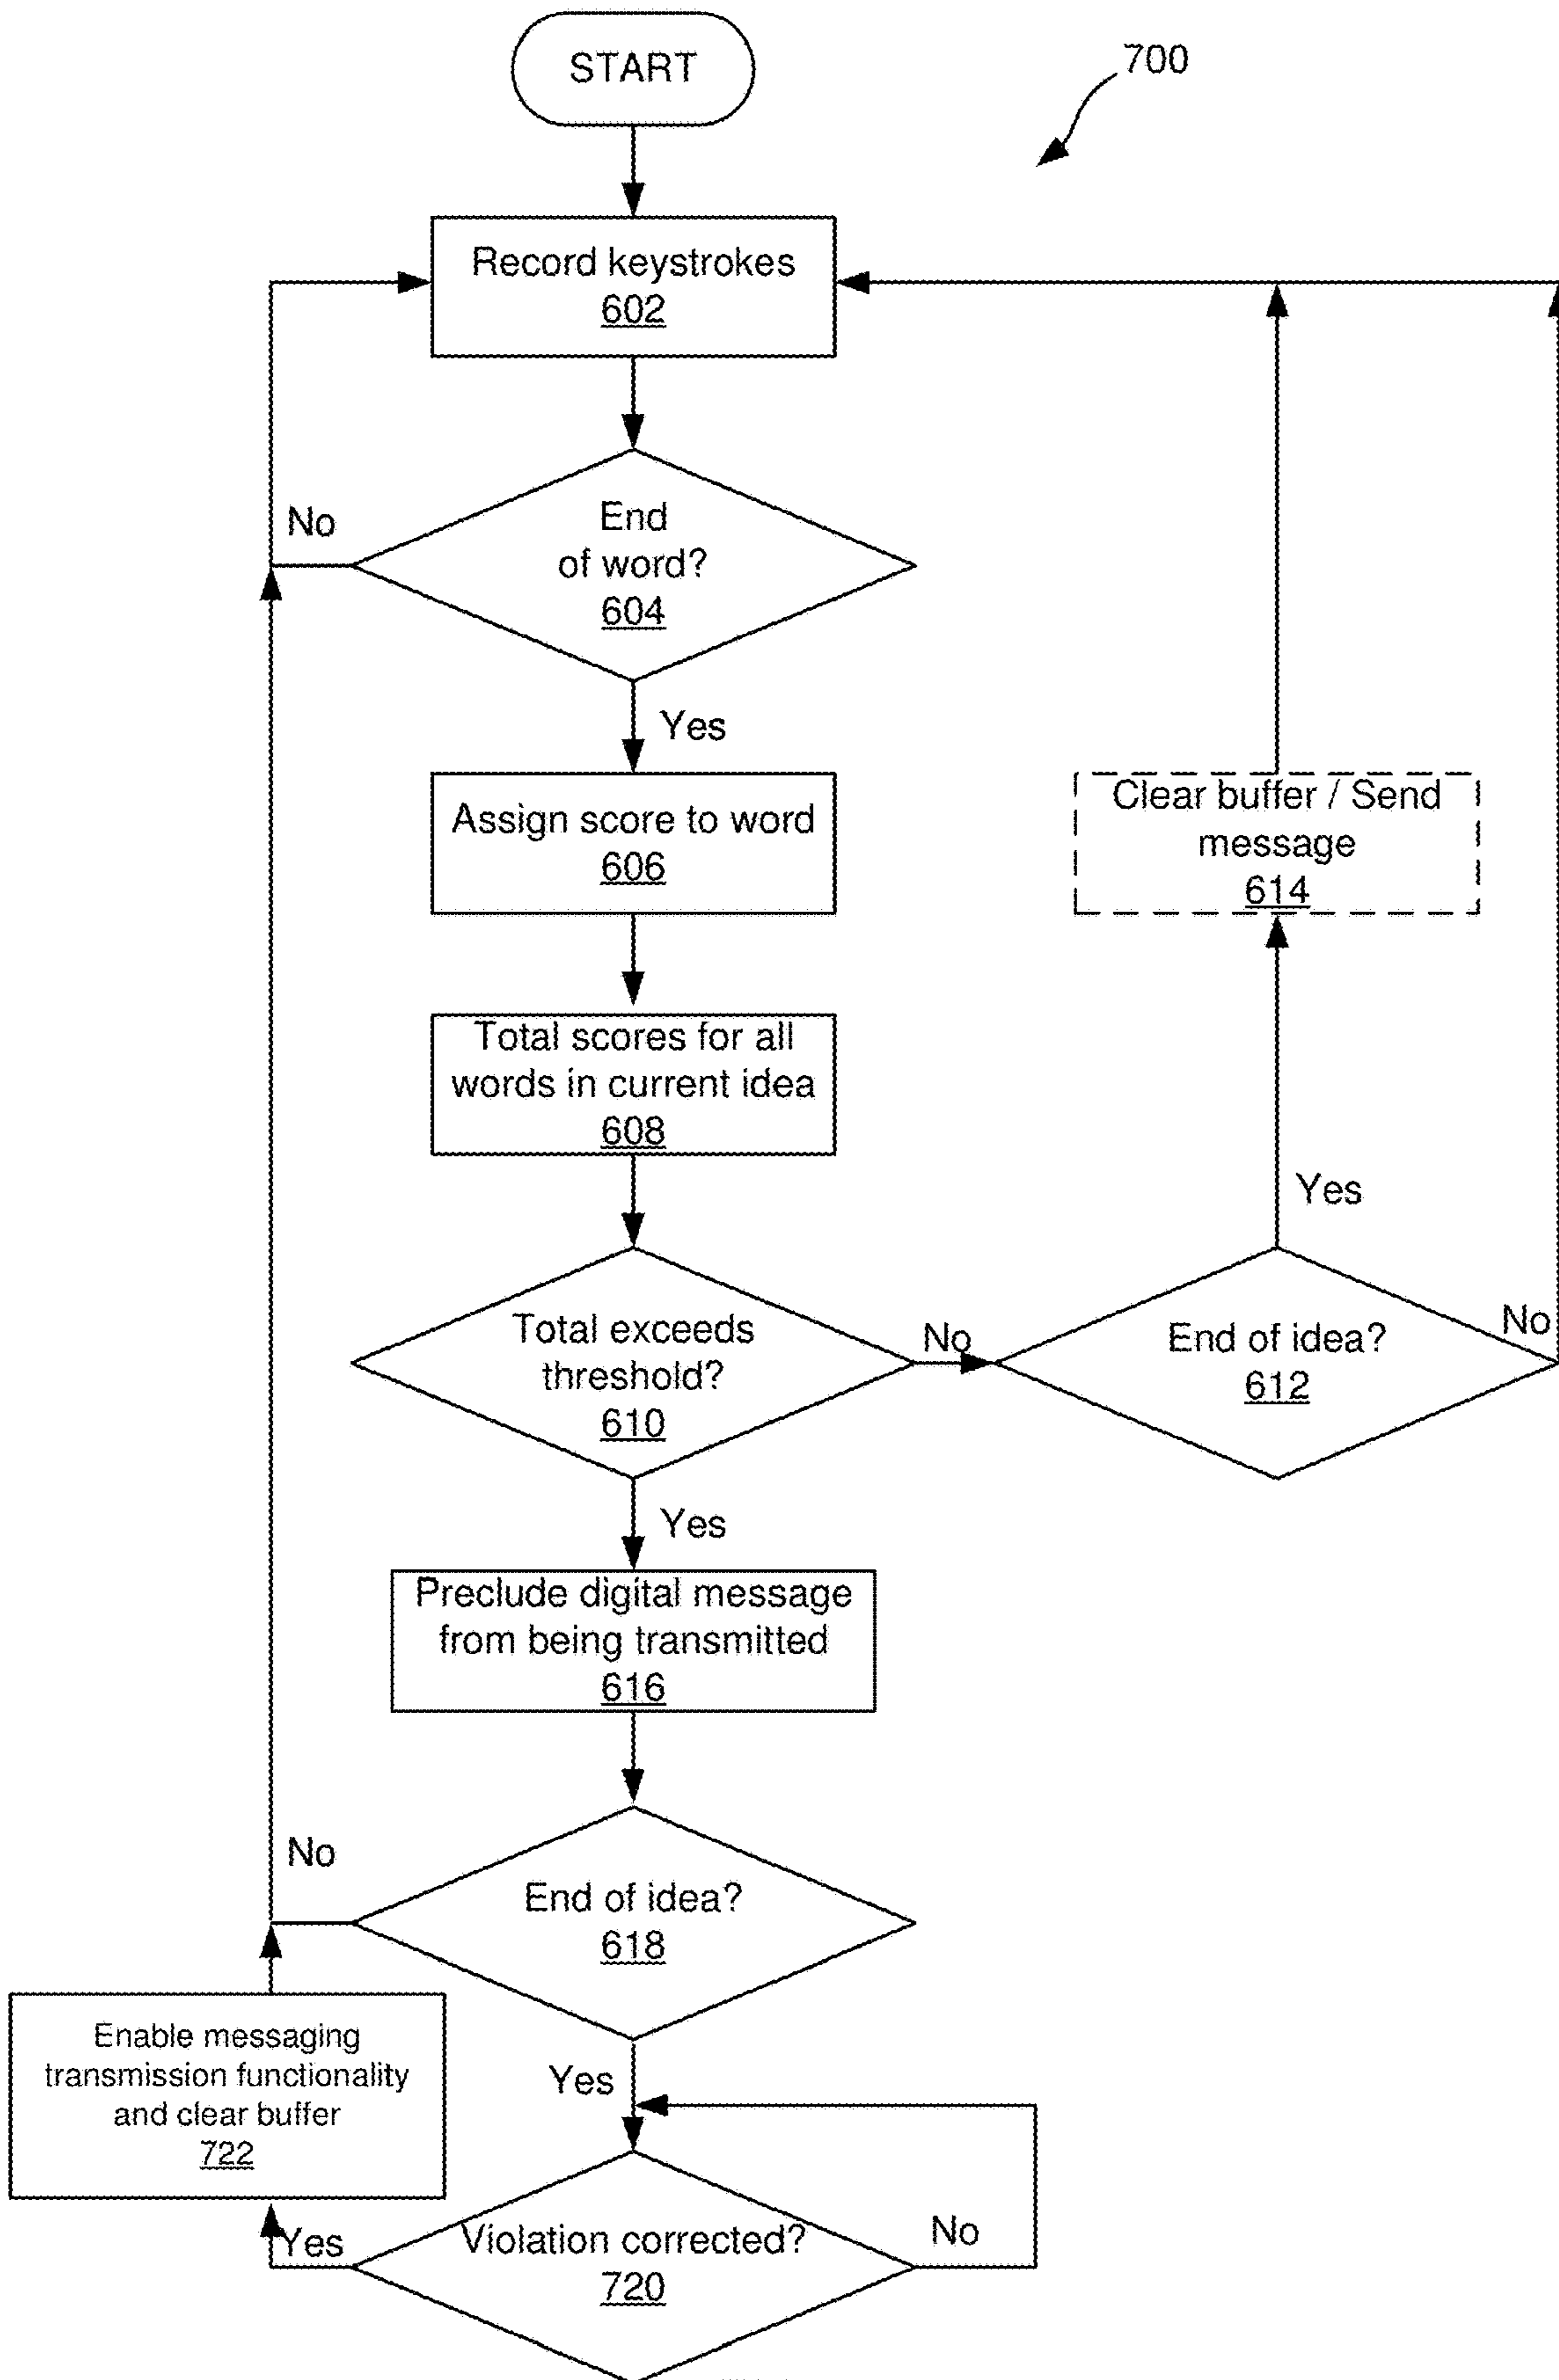 START
700
Record keystrokes
602
No
End
of word?
604
Yes
Assign score to word
606
Clear buffer / Send
message
614
Total scores for all
words in current idea
608
Yes
Total exceeds
threshold?
610
No
End of idea?
612
No
Yes
Preclude digital message
from being transmitted
616
No
End of idea?
618
Enable messaging
transmission functionality
and clear buffer
722
Yes
Yes
Violation corrected?
720
No